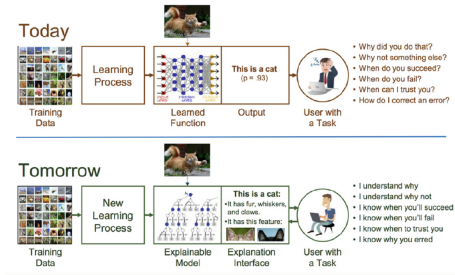 Today
Training
Data
Learning
Process
Learned
Function
This is a cat
(p = .93)
Output
User with
a Task
• Why did you do that?
• Why not something else?
• When do you succeed?
• When do you fail?
• When can I trust you?
• How do I correct an error?
Tomorrow
Training
Data
New
Learning
Process
Explainable
Model
This is a cat:
•It has fur, whiskers,
and claws.
•It has this feature:
Explanation
Interface
User with
a Task
• I understand why
• I understand why not
• I know when you'll succeed
• I know when you'll fail
• I know when to trust you
• I know why you erred